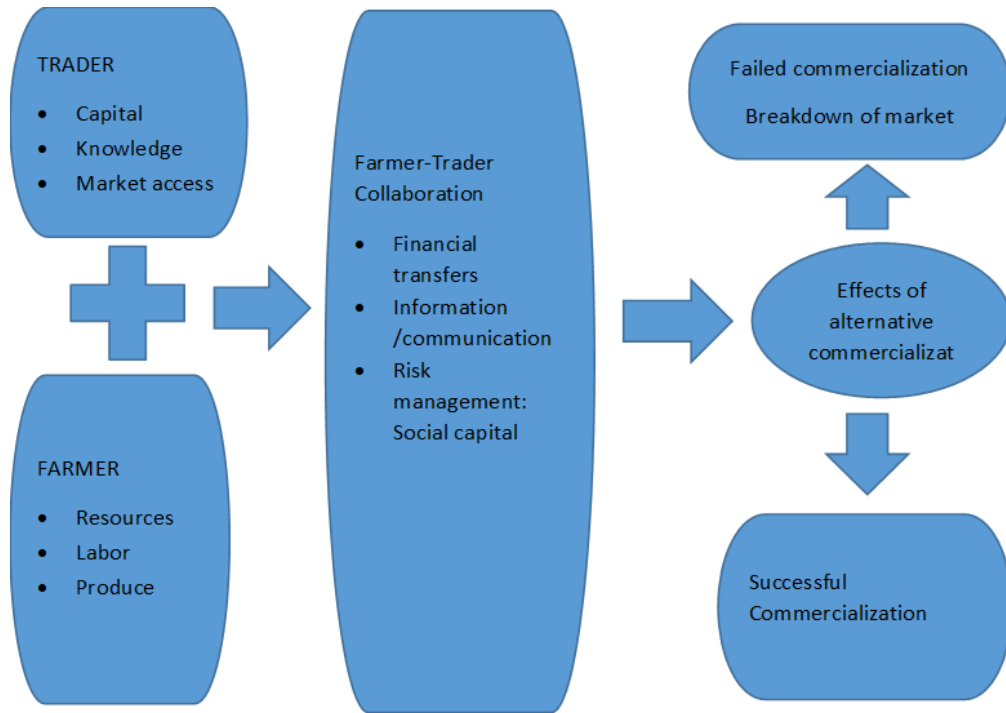 TRADER
• Capital
• Knowledge
• Market access
FARMER
• Resources
• Labor
• Produce
Farmer-Trader
Collaboration
• Financial
transfers
• Information
/communication
• Risk
management:
Social capital
Failed commercialization
Breakdown of market
Effects of
alternative
commercializat
Successful
Commercialization